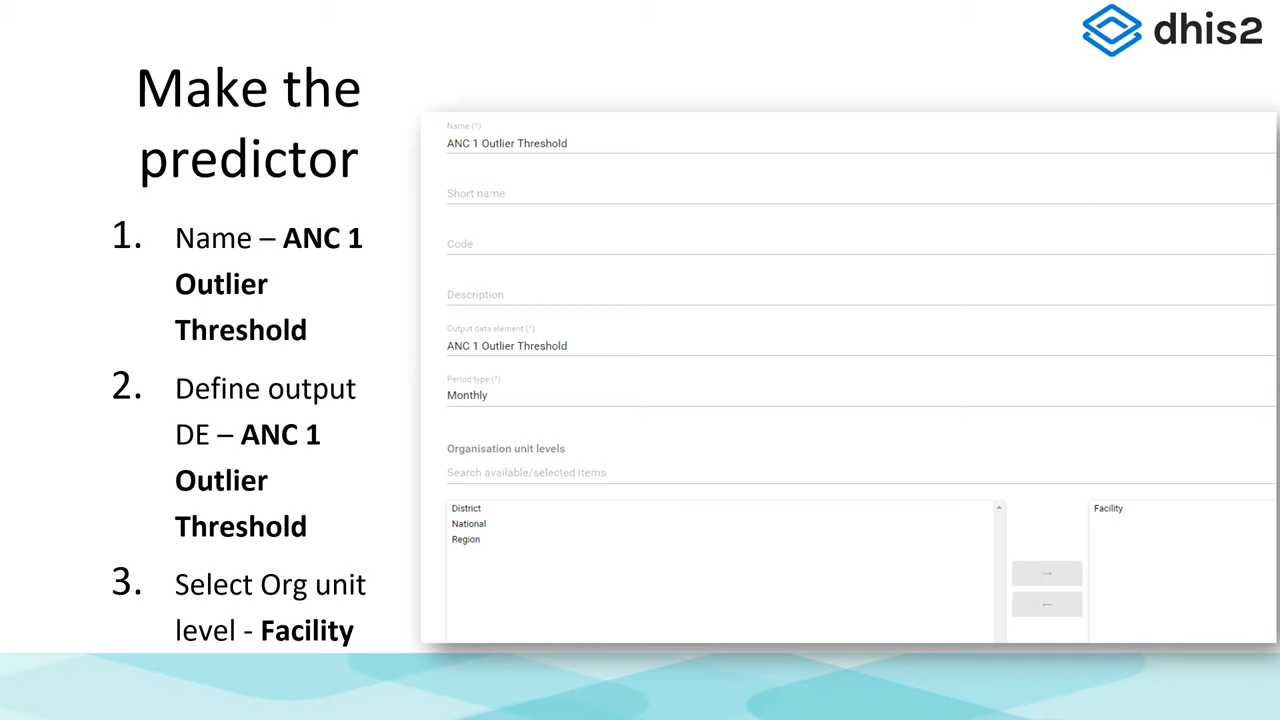 dhis2
Make the
predictor
1. Name – ANC 1
Outlier
Threshold
2. Define output
DE – ANC 1
Outlier
Threshold
3. Select Org unit
level - Facility
Name (*)
ANC 1 Outlier Threshold
Short name
Code
Description
Output data element (*)
ANC 1 Outlier Threshold
Period type (*)
Monthly
Organisation unit levels
Search available/selected items
District
National
Region
→
←
Facility